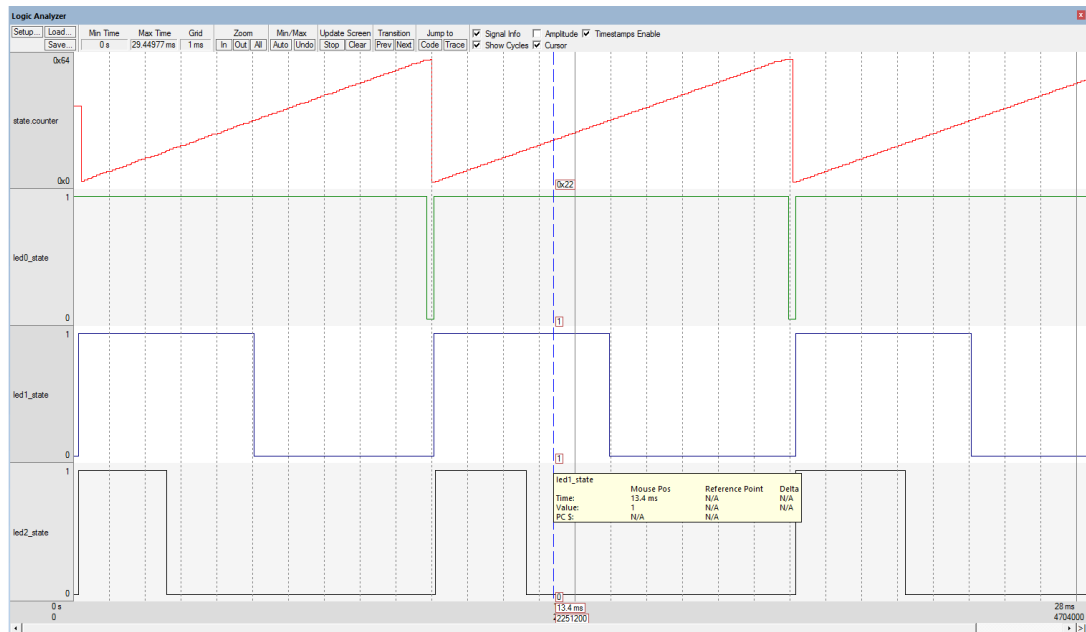 Logic Analyzer
Setup... Load... Min Time Max Time Grid Zoom Min/Max Update Screen Transition Jump to Signal Info Amplitude Timestamps Enable
Save... 0 s 29.44977 ms 1 ms In Out All Auto Undo Stop Clear Prev Next Code Trace Show Cycles Cursor
0x64
state.counter
0x0
0x22
1
led0_state
0
1
1
led1_state
0
1
1
led1_state
Mouse Pos Reference Point Delta
Time: 13.4 ms N/A N/A
Value: 1 N/A N/A
PC $: N/A N/A
led2_state
0
0
0 s 13.4 ms 28 ms
0 2251200 4704000